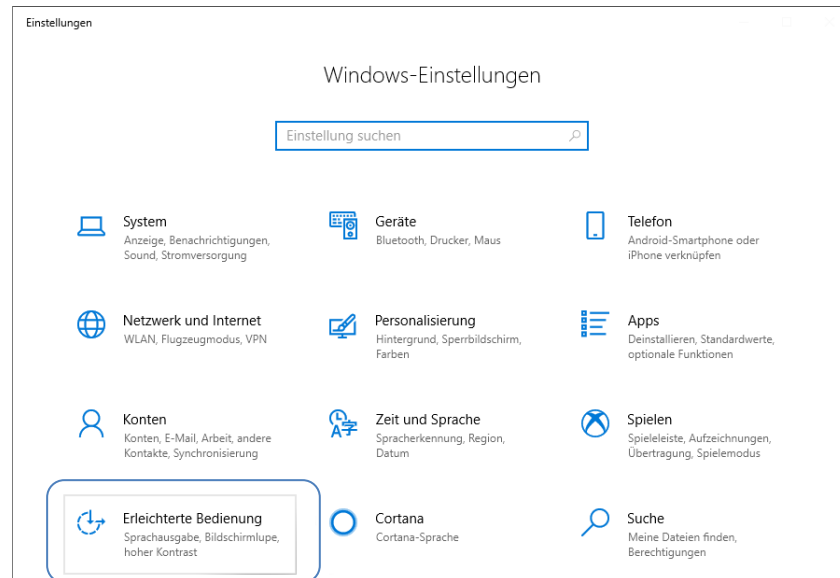 Einstellungen
Windows-Einstellungen
Einstellung suchen
System
Anzeige, Benachrichtigungen,
Sound, Stromversorgung
Geräte
Bluetooth, Drucker, Maus
Telefon
Android-Smartphone oder
iPhone verknüpfen
Netzwerk und Internet
WLAN, Flugzeugmodus, VPN
Personalisierung
Hintergrund, Sperrbildschirm,
Farben
Apps
Deinstallieren, Standardwerte,
optionale Funktionen
Konten
Konten, E-Mail, Arbeit, andere
Kontakte, Synchronisierung
Zeit und Sprache
Spracherkennung, Region,
Datum
Spielen
Spieleleiste, Aufzeichnungen,
Übertragung, Spielemodus
Erleichterte Bedienung
Sprachausgabe, Bildschirmlupe,
hoher Kontrast
Cortana
Cortana-Sprache
Suche
Meine Dateien finden,
Berechtigungen